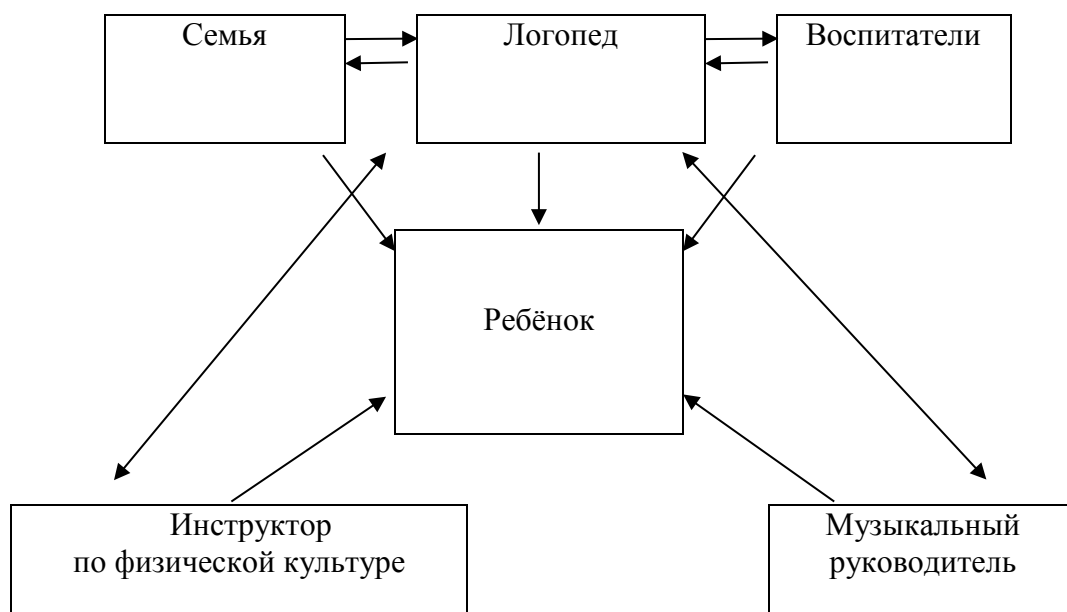 Семья
Логопед
Воспитатели
Ребёнок
Инструктор
по физической культуре
Музыкальный
руководитель